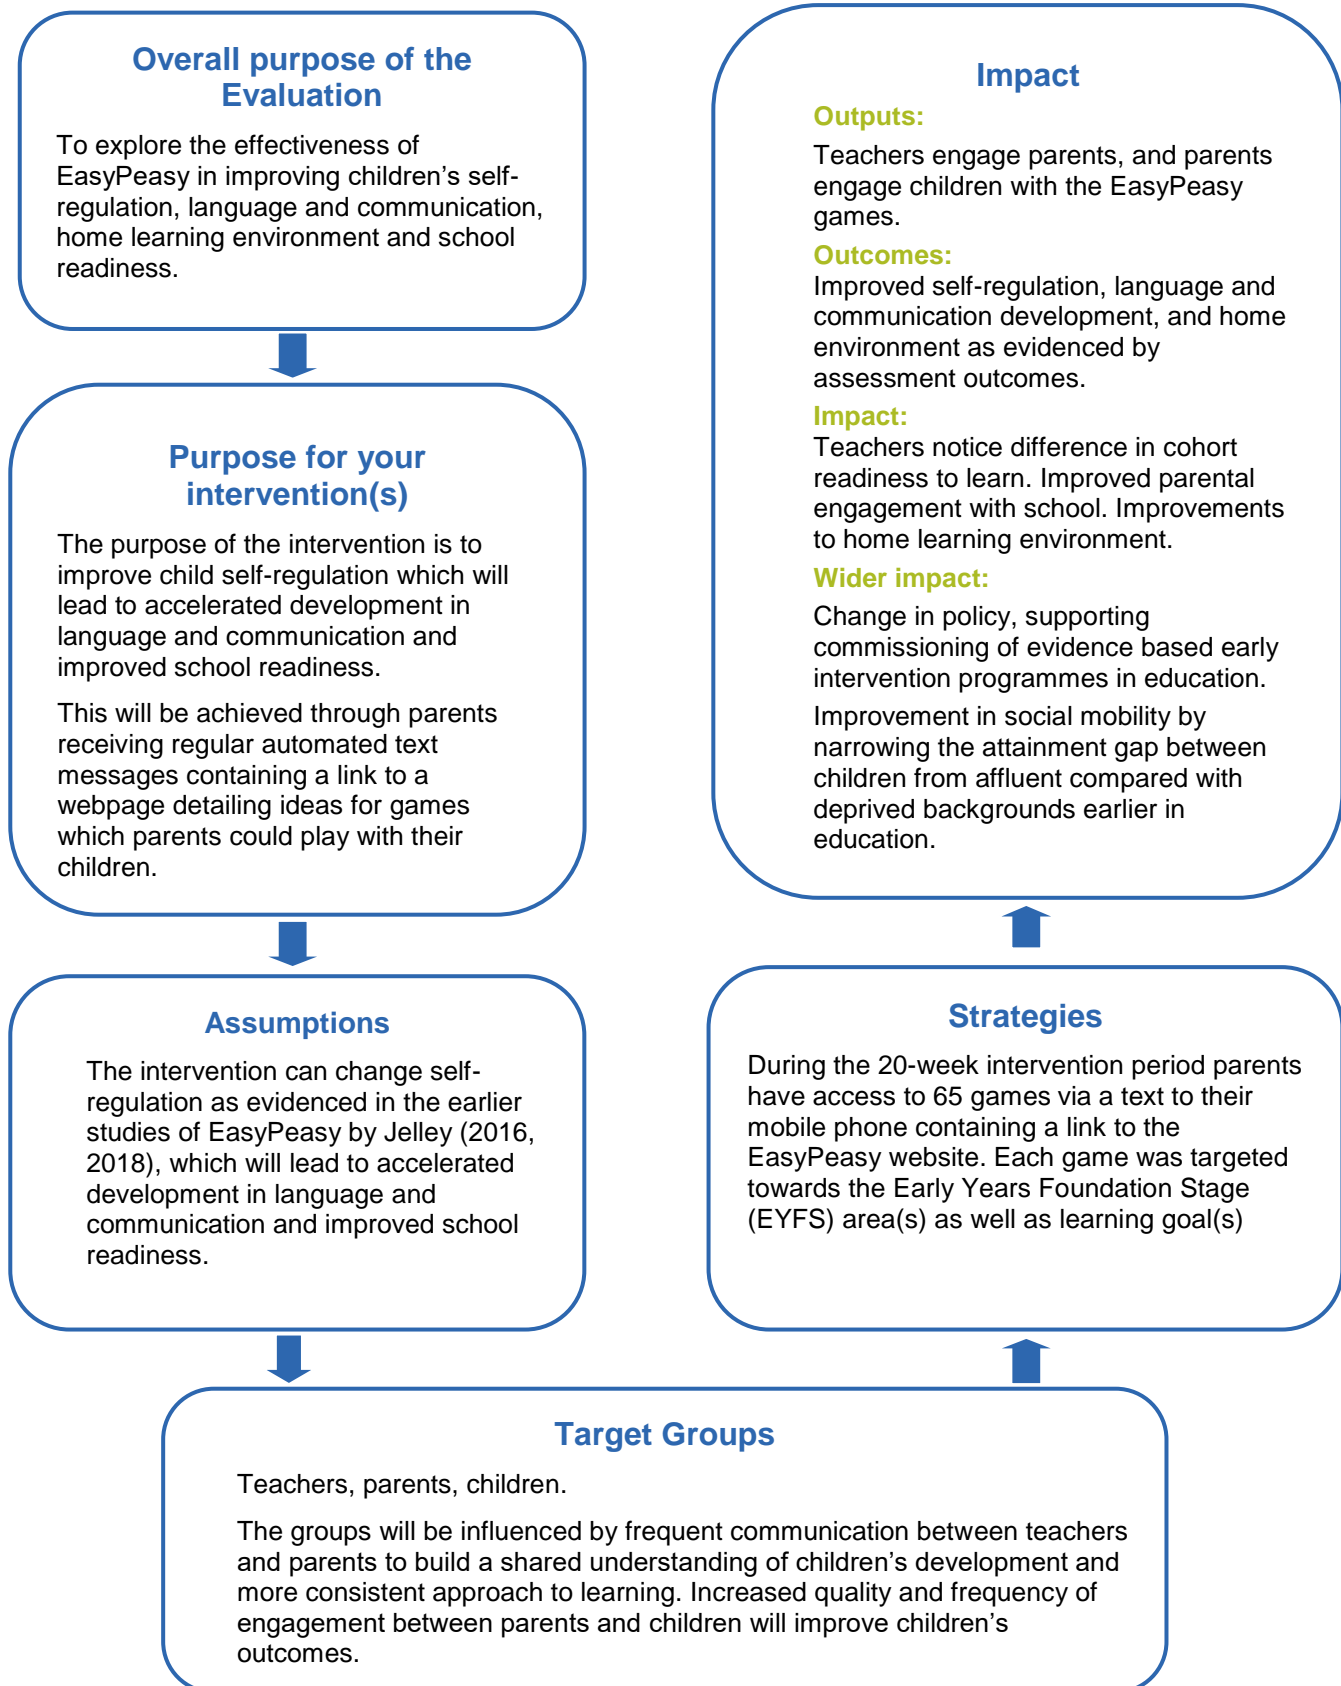 Overall purpose of the
Evaluation
To explore the effectiveness of
EasyPeasy in improving children’s self-
regulation, language and communication,
home learning environment and school
readiness.
Purpose for your
intervention(s)
The purpose of the intervention is to
improve child self-regulation which will
lead to accelerated development in
language and communication and
improved school readiness.
This will be achieved through parents
receiving regular automated text
messages containing a link to a
webpage detailing ideas for games
which parents could play with their
children.
Assumptions
The intervention can change self-
regulation as evidenced in the earlier
studies of EasyPeasy by Jelley (2016,
2018), which will lead to accelerated
development in language and
communication and improved school
readiness.
Target Groups
Teachers, parents, children.
The groups will be influenced by frequent communication between teachers
and parents to build a shared understanding of children’s development and
more consistent approach to learning. Increased quality and frequency of
engagement between parents and children will improve children’s
outcomes.
Strategies
During the 20-week intervention period parents
have access to 65 games via a text to their
mobile phone containing a link to the
EasyPeasy website. Each game was targeted
towards the Early Years Foundation Stage
(EYFS) area(s) as well as learning goal(s)
Impact
Outputs:
Teachers engage parents, and parents
engage children with the EasyPeasy
games.
Outcomes:
Improved self-regulation, language and
communication development, and home
environment as evidenced by
assessment outcomes.
Impact:
Teachers notice difference in cohort
readiness to learn. Improved parental
engagement with school. Improvements
to home learning environment.
Wider impact:
Change in policy, supporting
commissioning of evidence based early
intervention programmes in education.
Improvement in social mobility by
narrowing the attainment gap between
children from affluent compared with
deprived backgrounds earlier in
education.